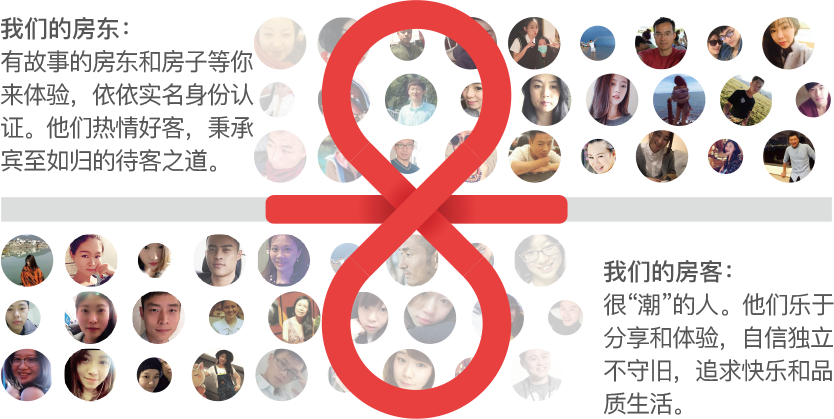 我们的房东：
有故事的房东和房子等你
来体验，依依实名身份认
证。他们热情好客，秉承
宾至如归的待客之道。
我们的房客：
很“潮”的人。他们乐于
分享和体验，自信独立
不守旧，追求快乐和品
质生活。